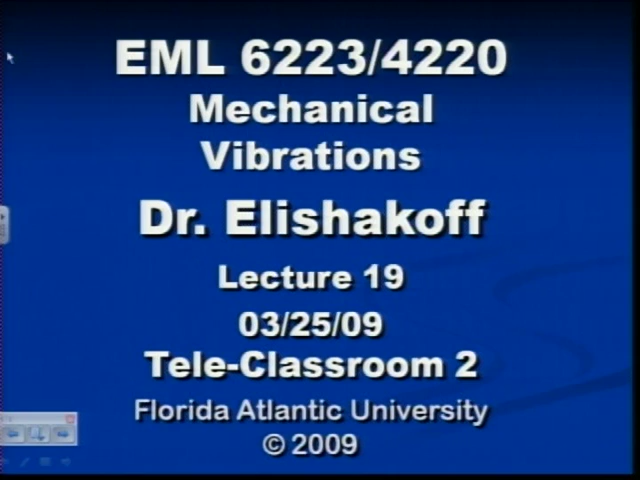 EML 6223/4220
Mechanical
Vibrations
Dr. Elishakoff
Lecture 19
03/25/09
Tele-Classroom 2
Florida Atlantic University
© 2009